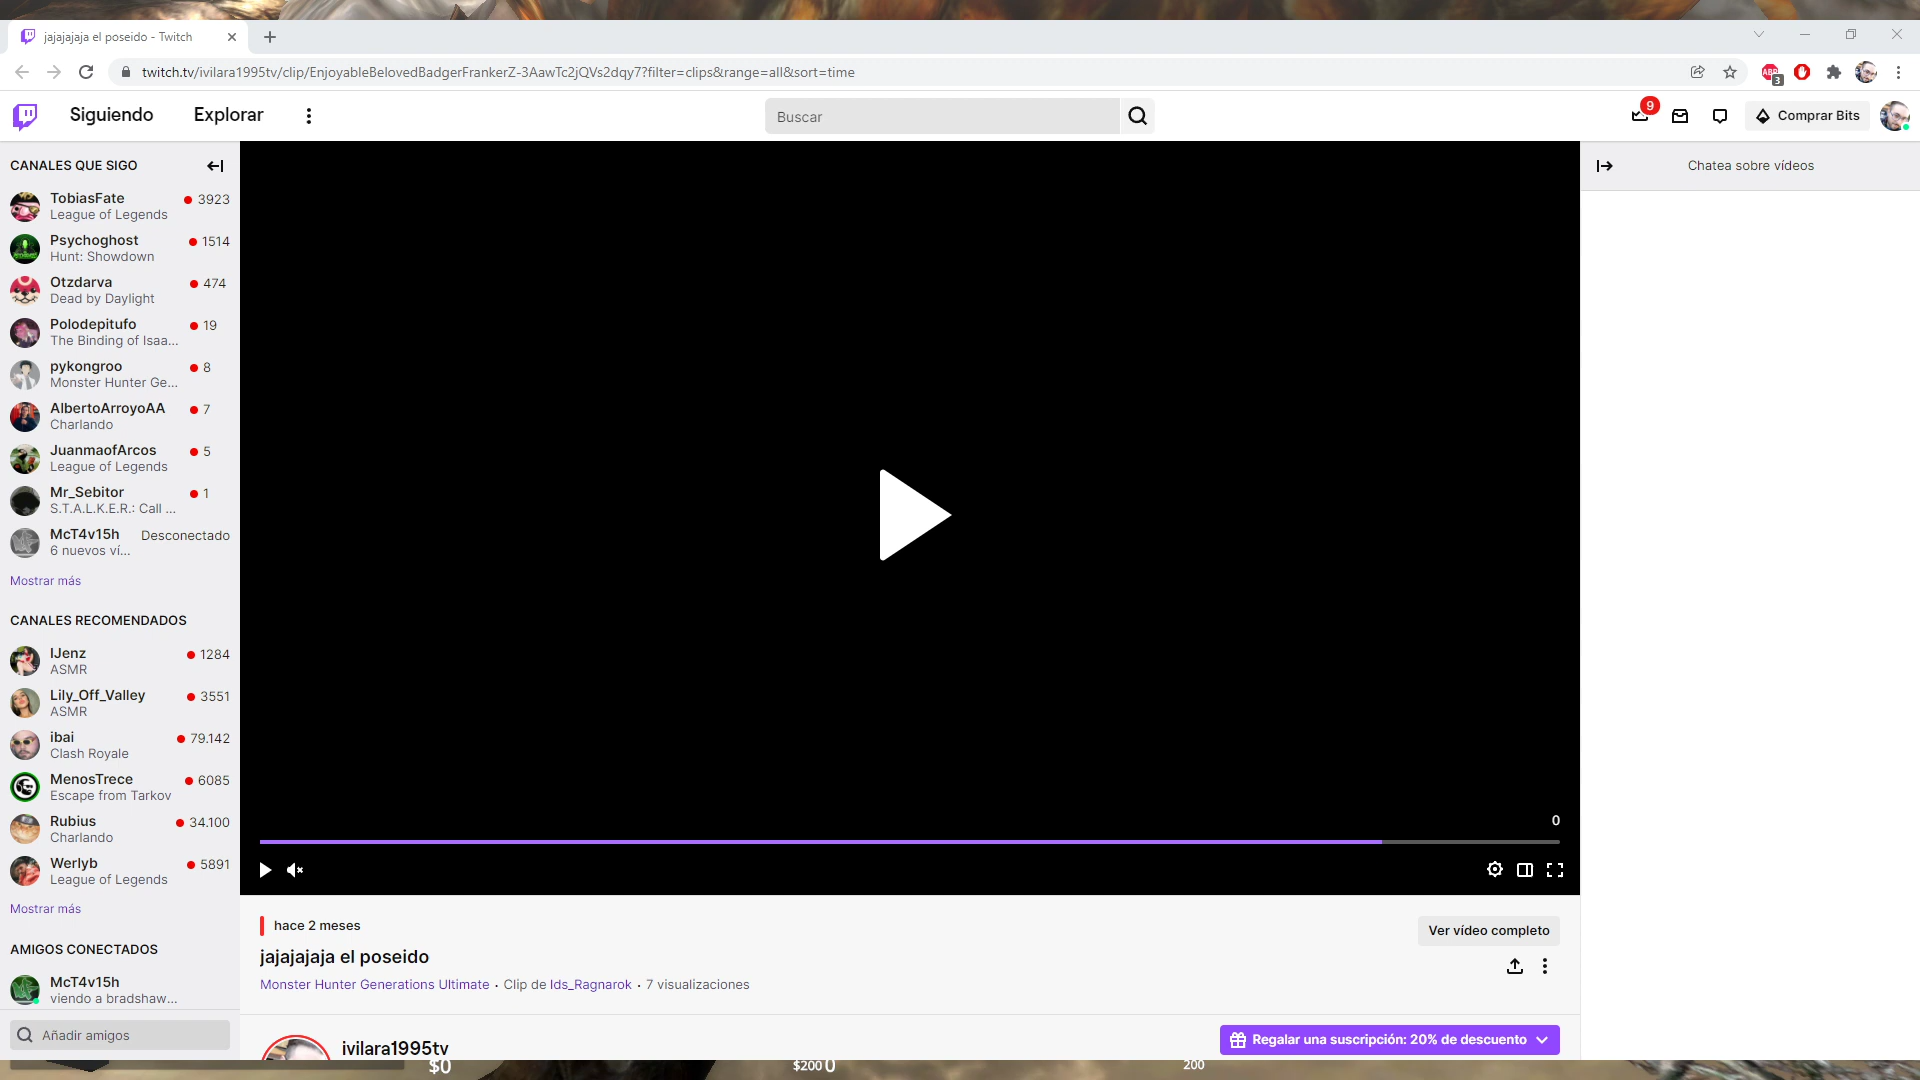 jajajajaja el poseido - Twitch
twitch.tv/ivilara1995tv/clip/EnjoyableBelovedBadgerFrankerZ-3AawTc2jQVs2dqy7?filter=clips&range=all&sort=time
ABP
3
Siguiendo
Explorar
Buscar
9
Comprar Bits
CANALES QUE SIGO
TobiasFate
3923
League of Legends
Psychoghost
1514
Hunt: Showdown
Otzdarva
474
Dead by Daylight
Polodepitufo
19
The Binding of Isaa...
pykongroo
8
Monster Hunter Ge...
AlbertoArroyoAA
7
Charlando
JuanmaofArcos
5
League of Legends
Mr_Sebitor
1
S.T.A.L.K.E.R.: Call ...
McT4v15h
Desconectado
6 nuevos ví...
Mostrar más
CANALES RECOMENDADOS
IJenz
1284
ASMR
Lily_Off_Valley
3551
ASMR
ibai
79.142
Clash Royale
MenosTrece
6085
Escape from Tarkov
Rubius
34.100
Charlando
Werlyb
5891
League of Legends
Mostrar más
AMIGOS CONECTADOS
McT4v15h
viendo a bradshaw...
Añadir amigos
Chatea sobre vídeos
0
hace 2 meses
Ver vídeo completo
jajajajaja el poseido
Monster Hunter Generations Ultimate · Clip de Ids_Ragnarok · 7 visualizaciones
ivilara1995tv
Regalar una suscripción: 20% de descuento
$0
$200 0
200